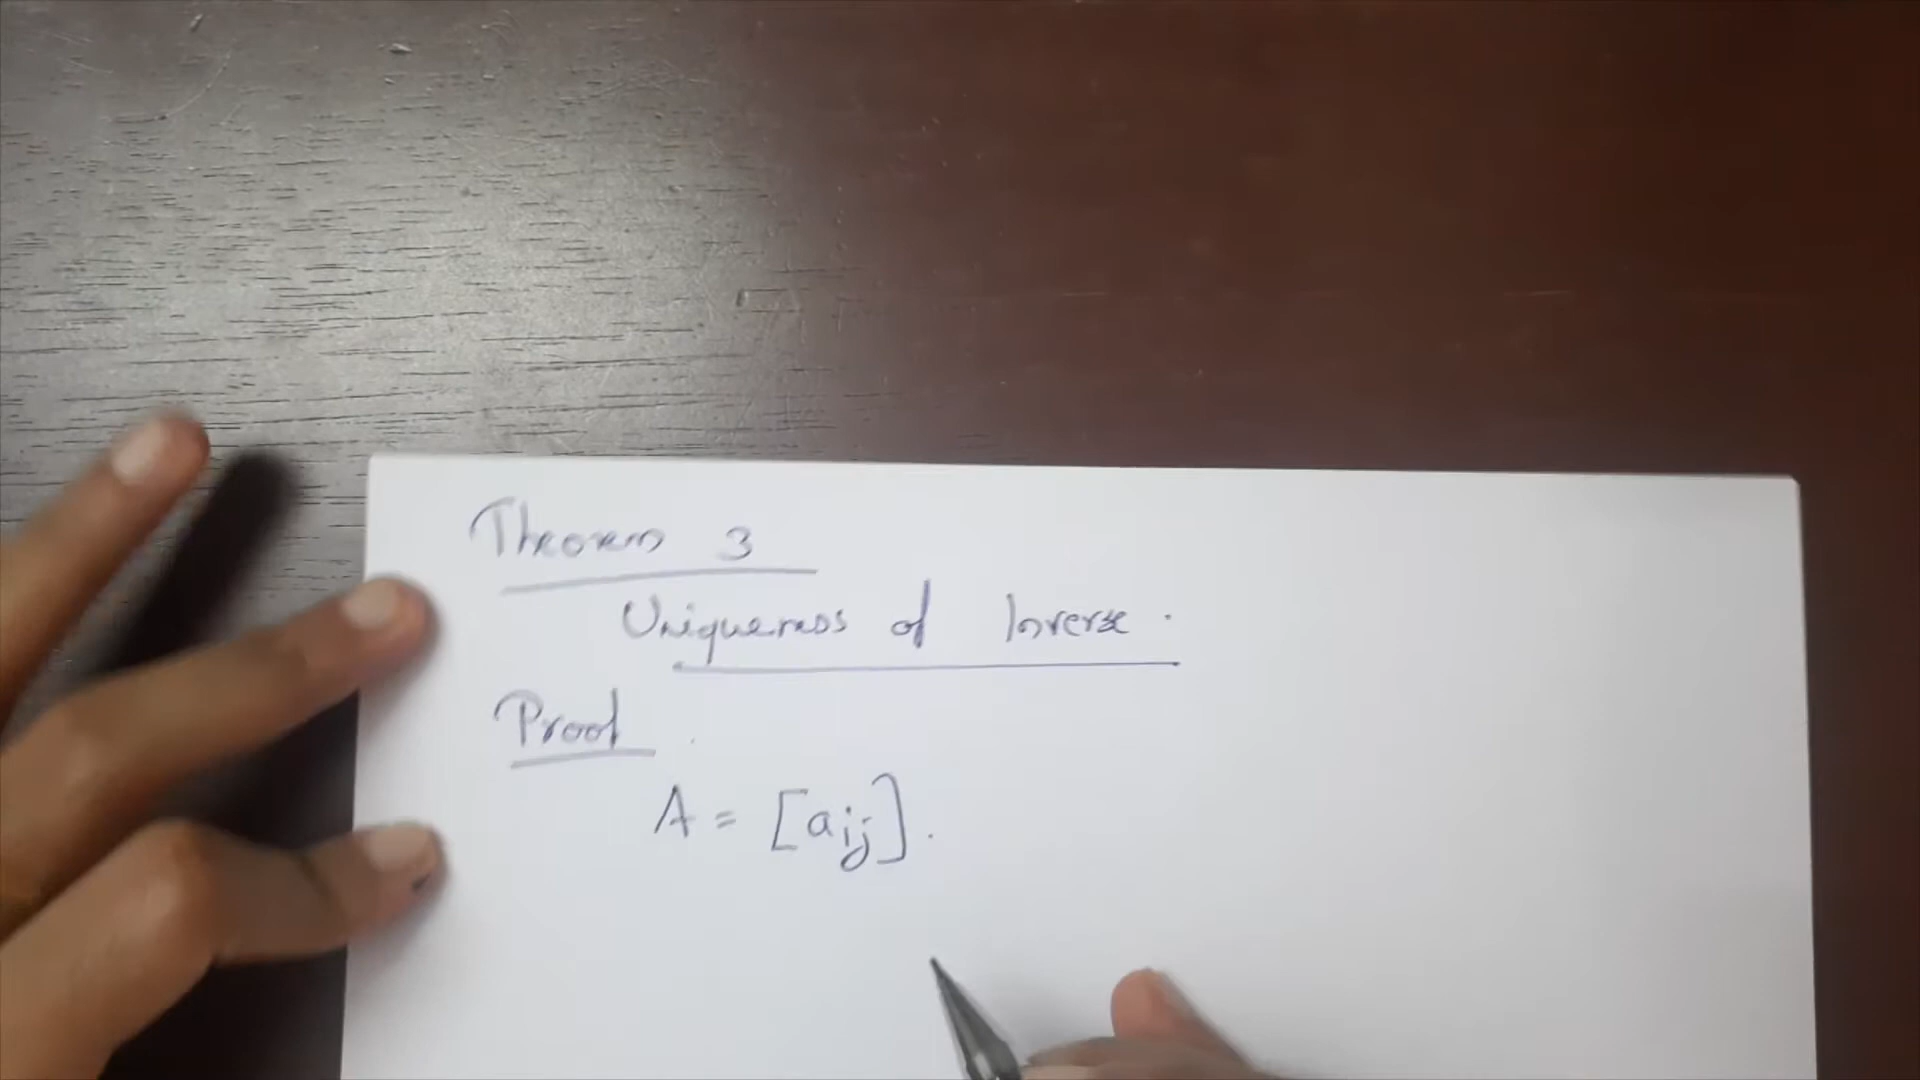 Theorem 3
Uniqueness of Inverse.
Proof
A = [aij].